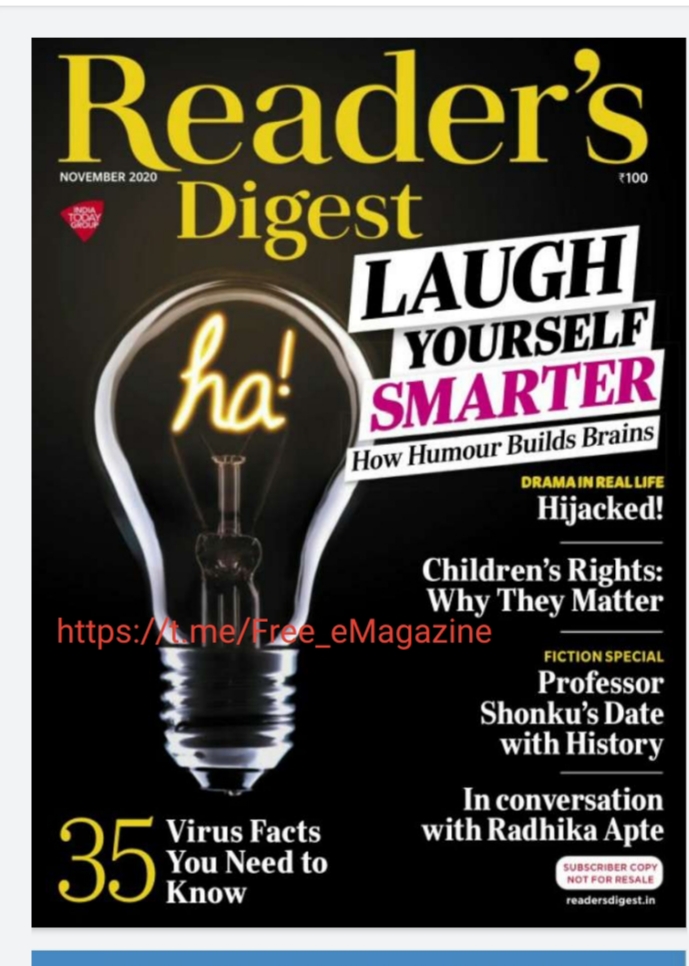 Reader's
NOVEMBER 2020
₹100
Digest
INDIA
TODAY
GROUP
LAUGH
YOURSELF
SMARTER
How Humour Builds Brains
ha!
DRAMA IN REAL LIFE
Hijacked!
Children's Rights:
Why They Matter
https://t.me/Free_eMagazine
FICTION SPECIAL
Professor
Shonku's Date
with History
In conversation
with Radhika Apte
35 Virus Facts
You Need to
Know
SUBSCRIBER COPY
NOT FOR RESALE
readersdigest.in